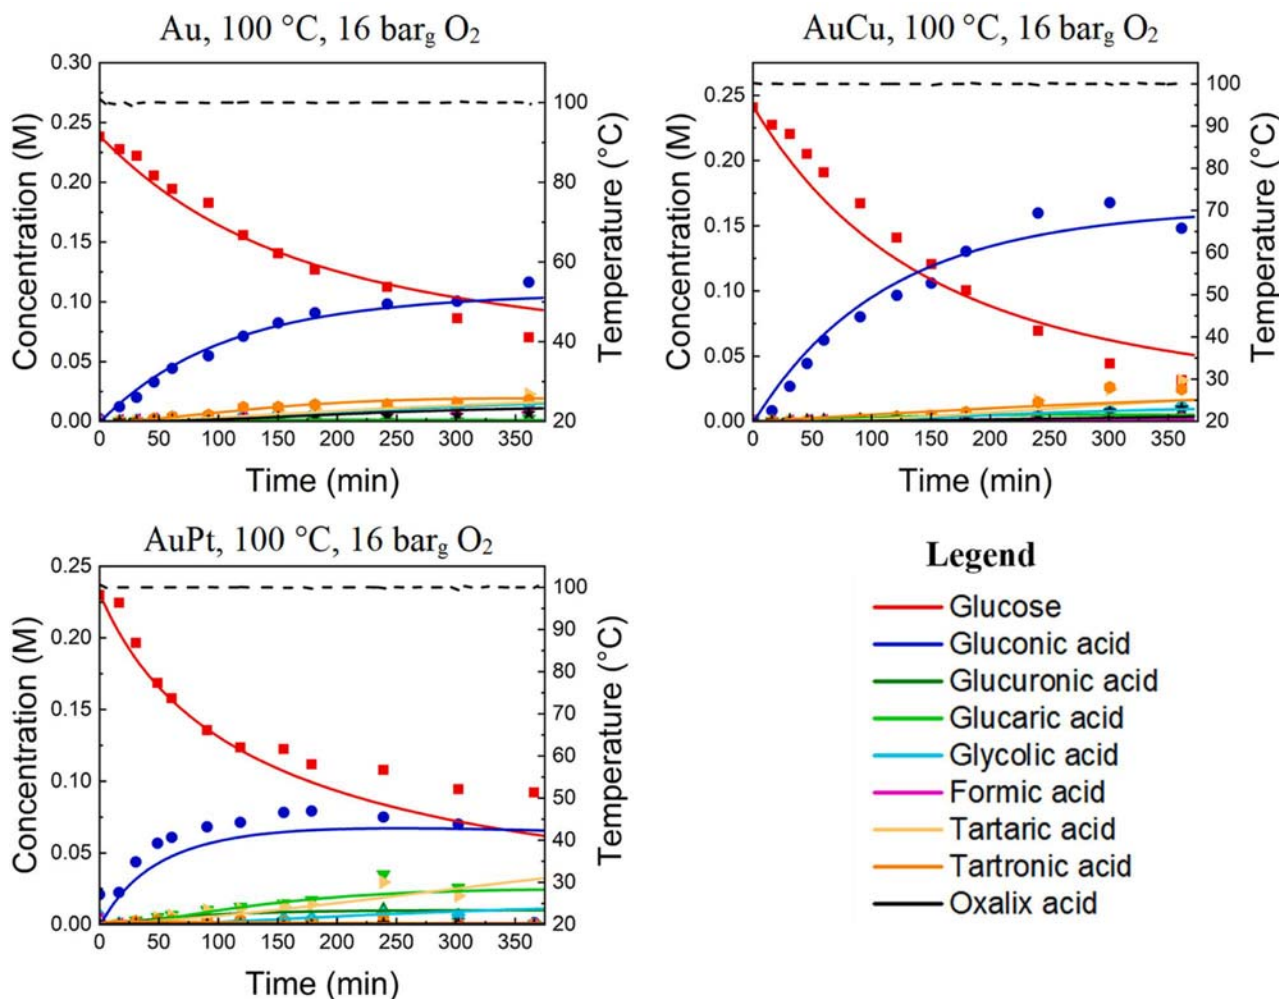 Au, 100 °C, 16 bar₉ O₂
Concentration (M)
0.30
0.25
0.20
0.15
0.10
0.05
0.00
100
80
60
40
20
Temperature (°C)
0 50 100 150 200 250 300 350
Time (min)
AuCu, 100 °C, 16 bar₉ O₂
Concentration (M)
0.25
0.20
0.15
0.10
0.05
0.00
100
90
80
70
60
50
40
30
20
Temperature (°C)
0 50 100 150 200 250 300 350
Time (min)
AuPt, 100 °C, 16 bar₉ O₂
Concentration (M)
0.25
0.20
0.15
0.10
0.05
0.00
100
90
80
70
60
50
40
30
20
Temperature (°C)
0 50 100 150 200 250 300 350
Time (min)
Legend
Glucose
Gluconic acid
Glucuronic acid
Glucaric acid
Glycolic acid
Formic acid
Tartaric acid
Tartronic acid
Oxalix acid